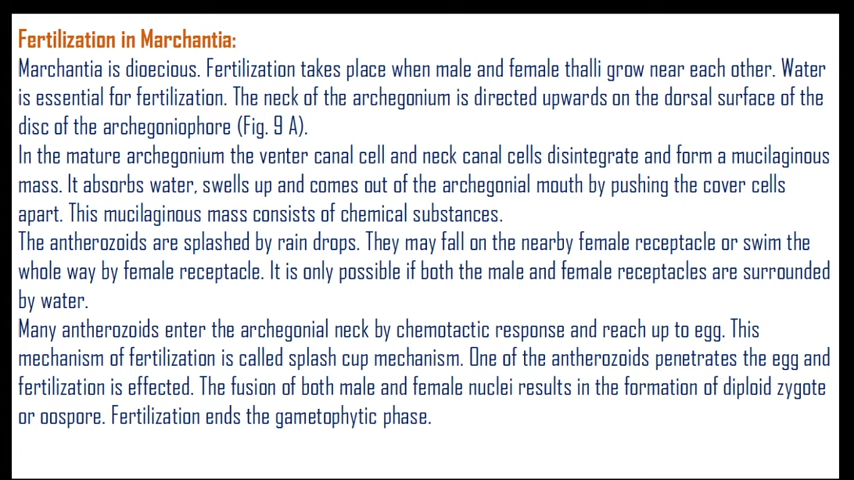 Fertilization in Marchantia:
Marchantia is dioecious. Fertilization takes place when male and female thalli grow near each other. Water
is essential for fertilization. The neck of the archegonium is directed upwards on the dorsal surface of the
disc of the archegoniophore (Fig. 9 A).
In the mature archegonium the venter canal cell and neck canal cells disintegrate and form a mucilaginous
mass. It absorbs water, swells up and comes out of the archegonial mouth by pushing the cover cells
apart. This mucilaginous mass consists of chemical substances.
The antherozoids are splashed by rain drops. They may fall on the nearby female receptacle or swim the
whole way by female receptacle. It is only possible if both the male and female receptacles are surrounded
by water.
Many antherozoids enter the archegonial neck by chemotactic response and reach up to egg. This
mechanism of fertilization is called splash cup mechanism. One of the antherozoids penetrates the egg and
fertilization is effected. The fusion of both male and female nuclei results in the formation of diploid zygote
or oospore. Fertilization ends the gametophytic phase.